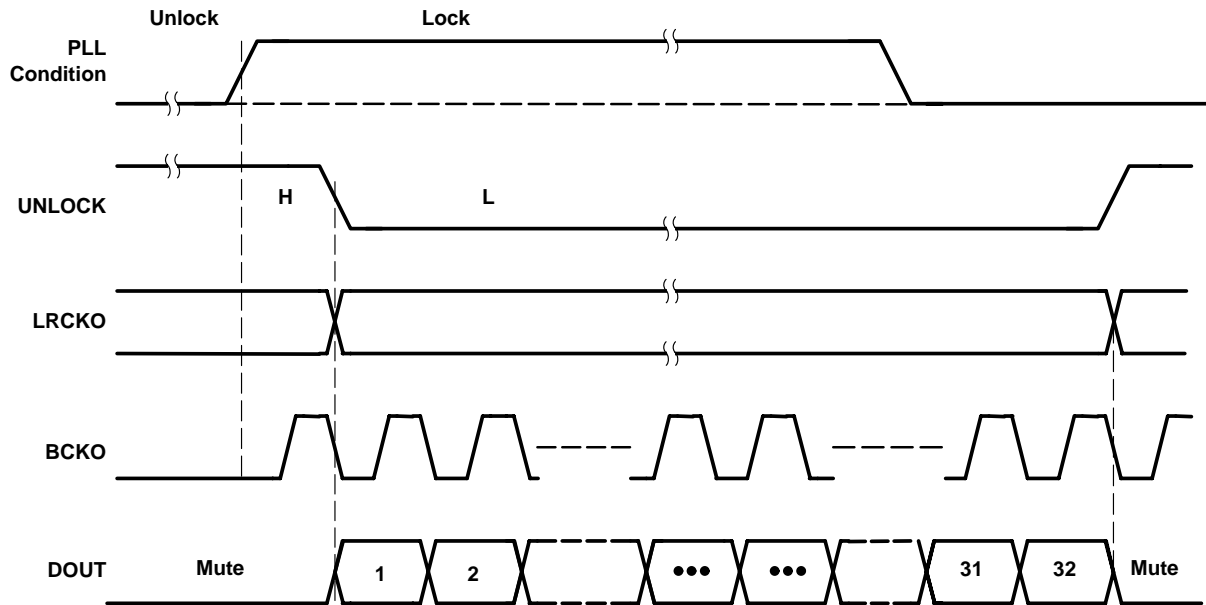 Unlock
Lock
PLL
Condition
H
L
UNLOCK
LRCKO
BCKO
DOUT
Mute
1
2
●●●
●●●
31
32
Mute